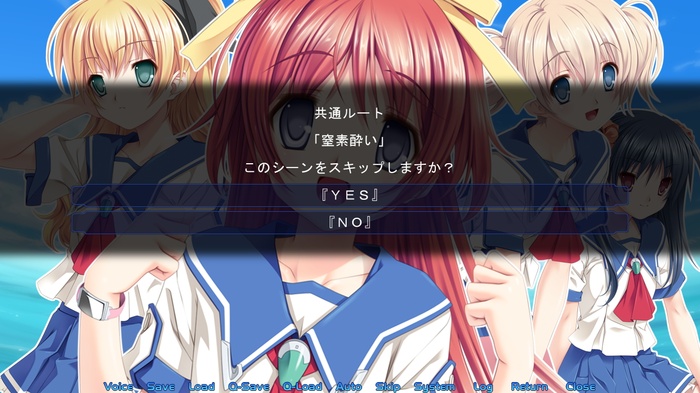 共通ルート
「窒素酔い」
このシーンをスキップしますか？
『ＹＥＳ』
『ＮＯ』
Voice Save Load Q-Save Q-Load Auto Skip System Log Return Close